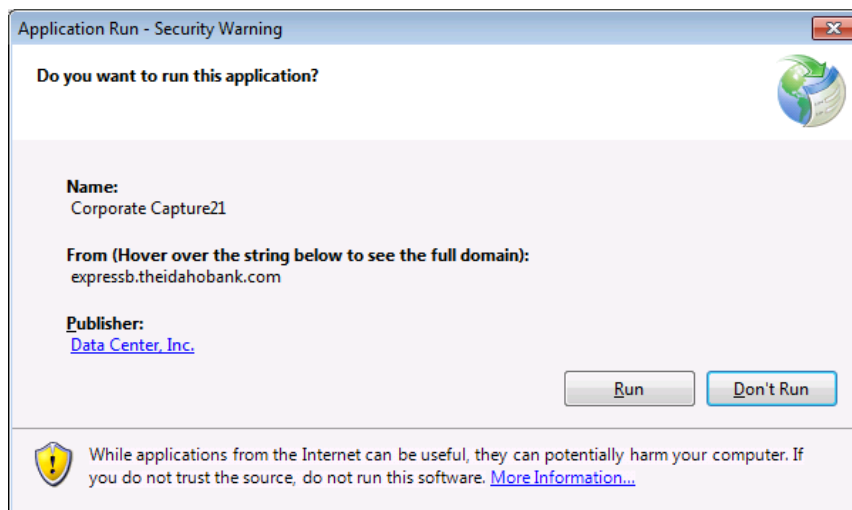 Application Run - Security Warning
Do you want to run this application?
Name:
Corporate Capture21
From (Hover over the string below to see the full domain):
expressb.theidahobank.com
Publisher:
Data Center, Inc.
Run
Don't Run
While applications from the Internet can be useful, they can potentially harm your computer. If
you do not trust the source, do not run this software. More Information...